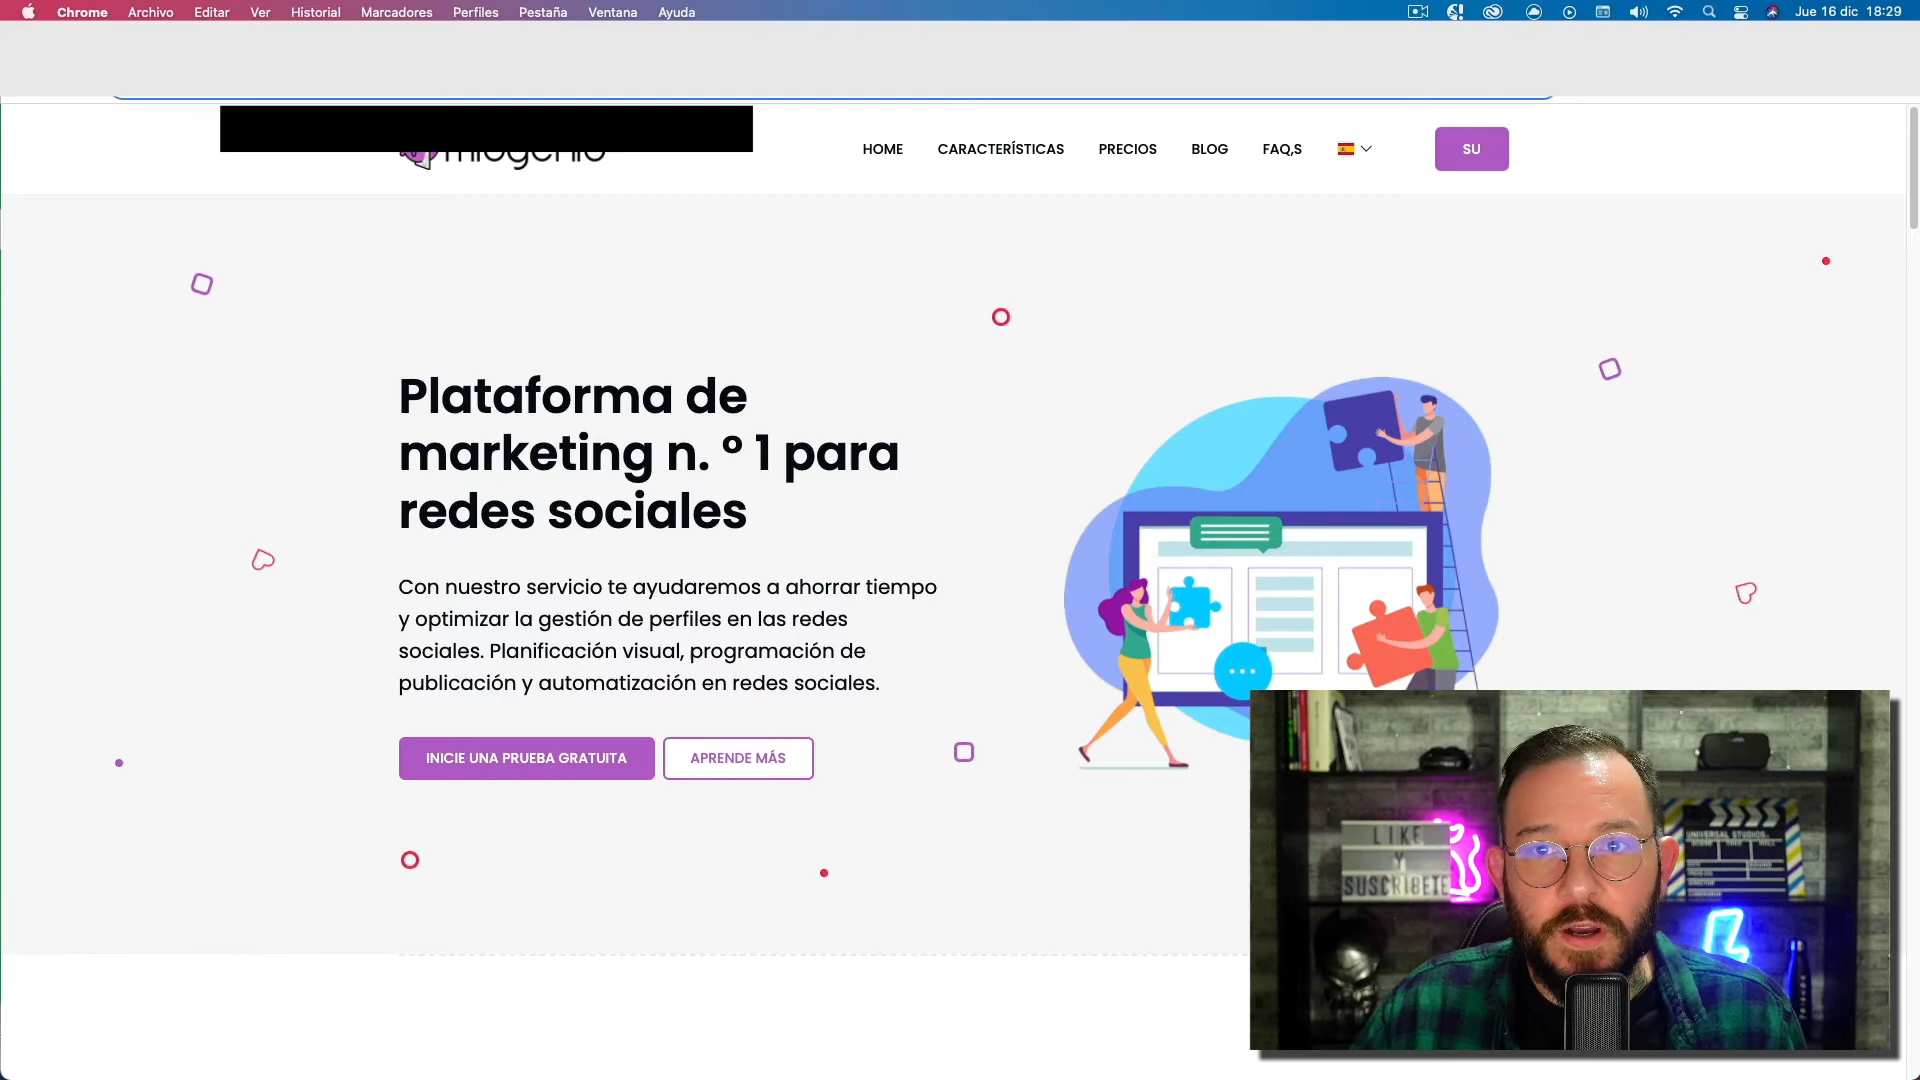 Chrome Archivo Editar Ver Historial Marcadores Perfiles Pestaña Ventana Ayuda
Jue 16 dic 18:29
HOME CARACTERÍSTICAS PRECIOS BLOG FAQ,S
SU
Plataforma de
marketing n. º 1 para
redes sociales
Con nuestro servicio te ayudaremos a ahorrar tiempo
y optimizar la gestión de perfiles en las redes
sociales. Planificación visual, programación de
publicación y automatización en redes sociales.
INICIE UNA PRUEBA GRATUITA
APRENDE MÁS
LIKE
Y
SUSCRIBETE
UNIVERSAL STUDIOS